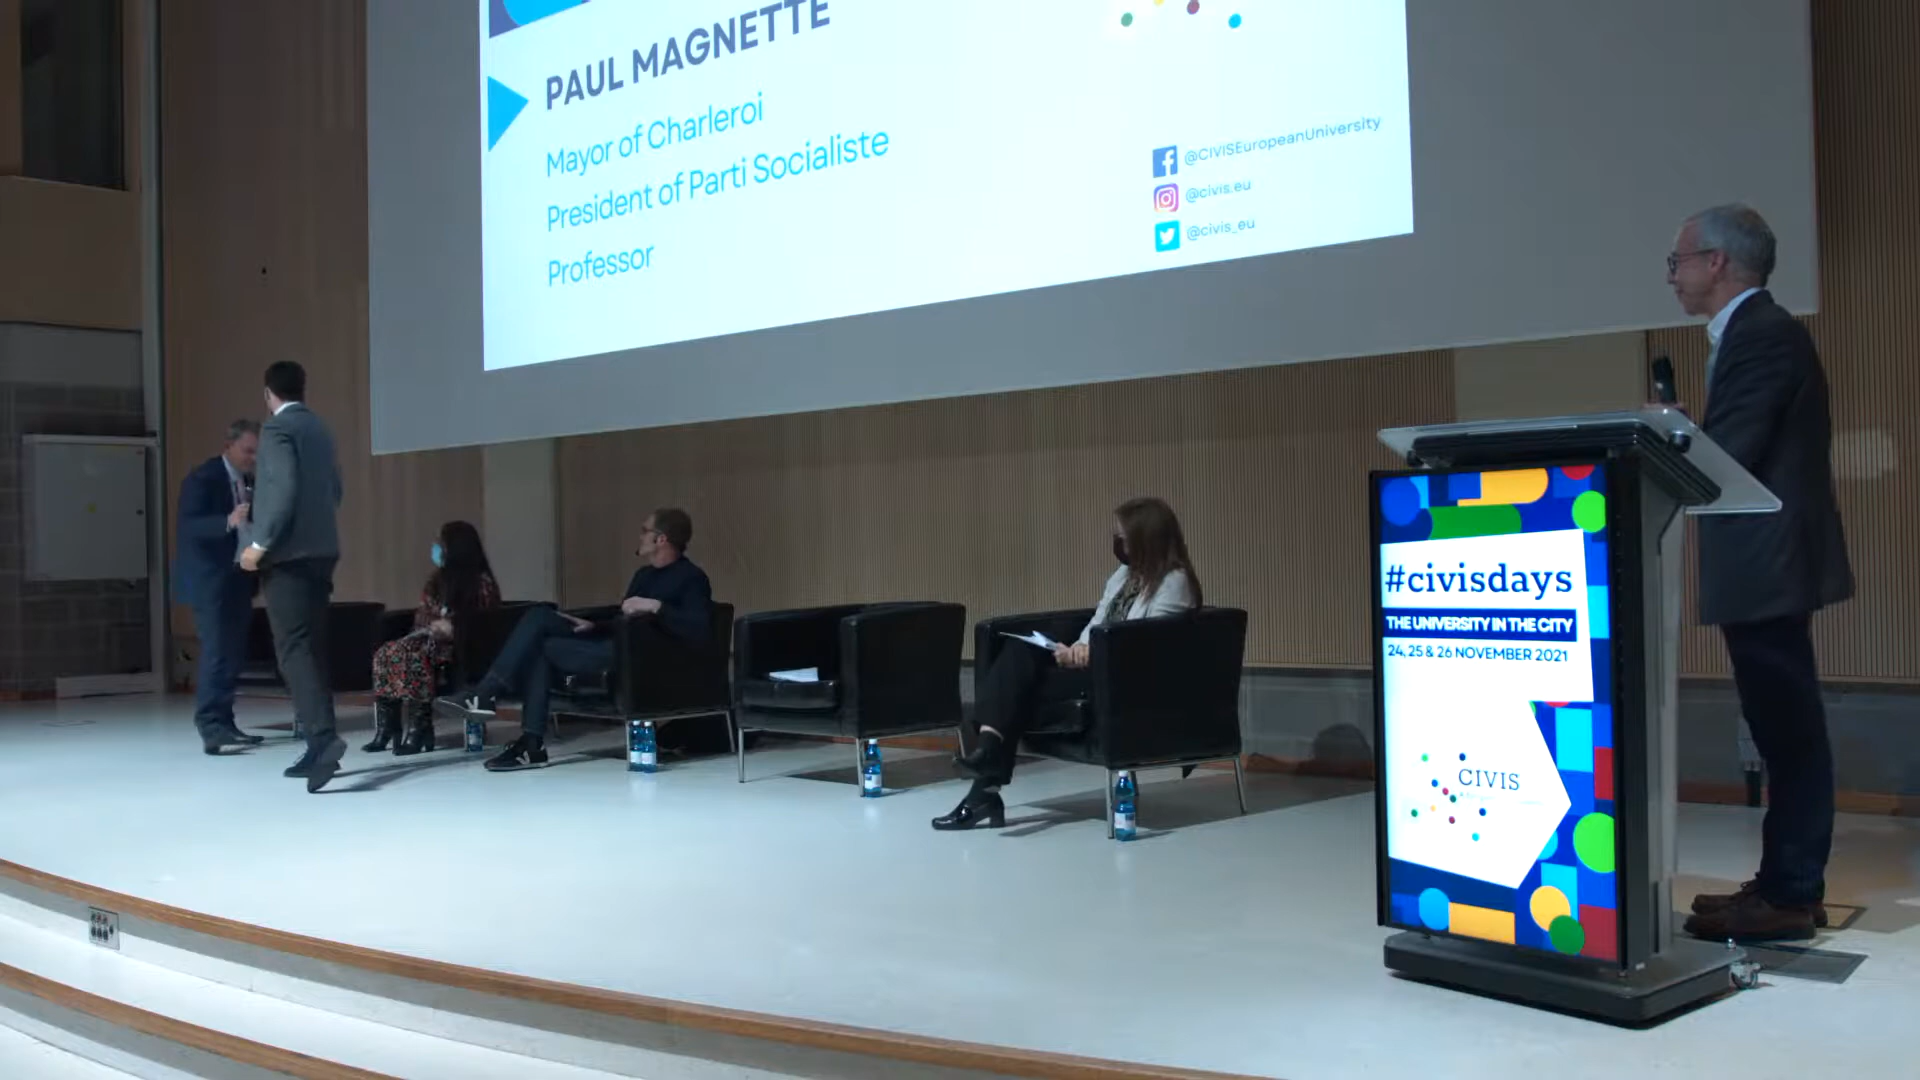 PAUL MAGNETTE
Mayor of Charleroi
President of Parti Socialiste
Professor
@CIVISEuropeanUniversity
@civis.eu
@civis_eu
#civisdays
THE UNIVERSITY IN THE CITY
24, 25 & 26 NOVEMBER 2021
CIVIS